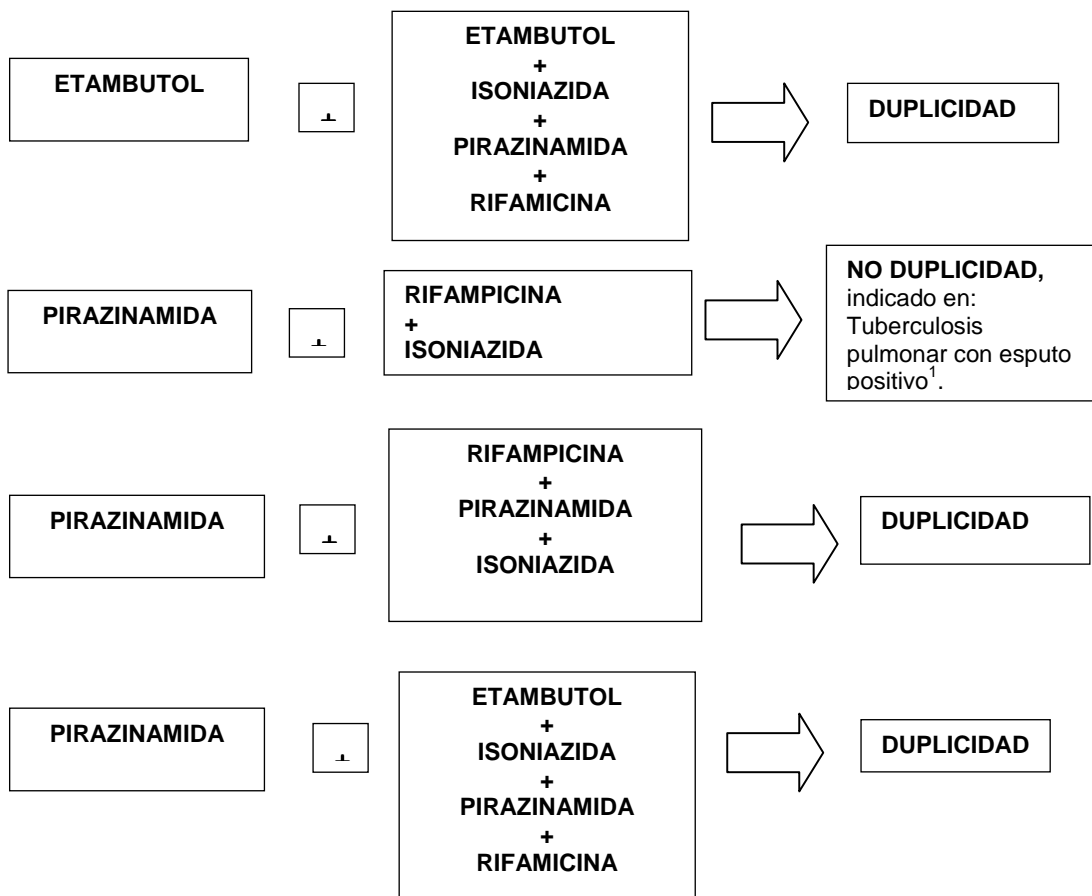 ETAMBUTOL
+
ETAMBUTOL
+
ISONIAZIDA
+
PIRAZINAMIDA
+
RIFAMICINA
DUPLICIDAD
PIRAZINAMIDA
+
RIFAMPICINA
+
ISONIAZIDA
NO DUPLICIDAD,
indicado en:
Tuberculosis
pulmonar con esputo
positivo¹.
PIRAZINAMIDA
+
RIFAMPICINA
+
PIRAZINAMIDA
+
ISONIAZIDA
DUPLICIDAD
PIRAZINAMIDA
+
ETAMBUTOL
+
ISONIAZIDA
+
PIRAZINAMIDA
+
RIFAMICINA
DUPLICIDAD